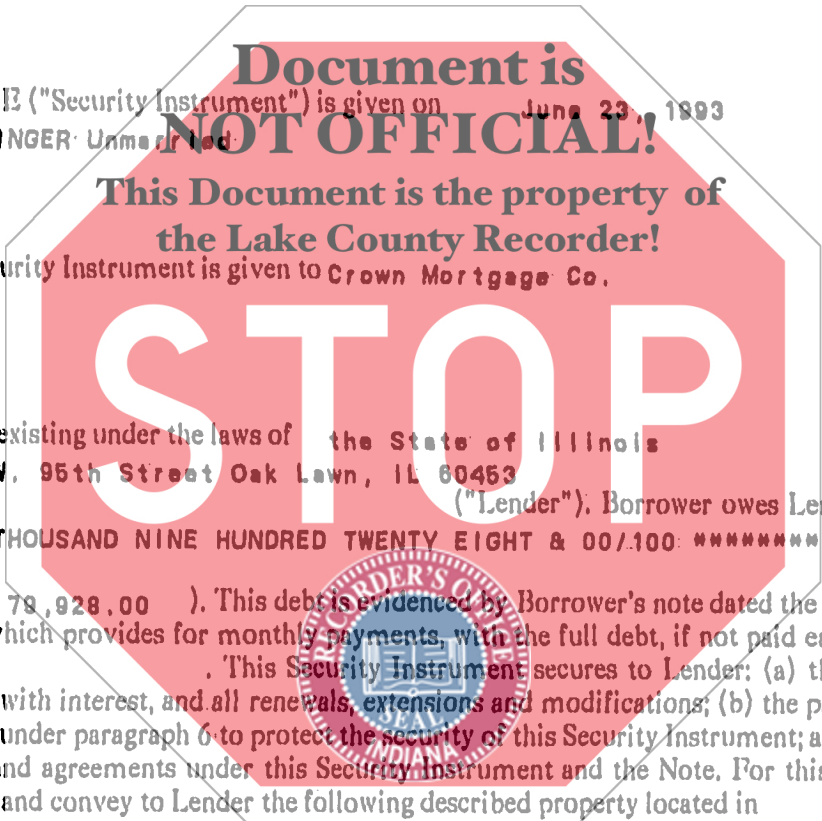 Document is
E ("Security Instrument") is given on June 23, 1993
NOT OFFICIAL!
NGER Unmarried
This Document is the property of
the Lake County Recorder!
urity Instrument is given to Crown Mortgage Co.
STOP
existing under the laws of the State of Illinois
W. 95th Street Oak Lawn, IL 60453
("Lender"). Borrower owes Le
THOUSAND NINE HUNDRED TWENTY EIGHT & 00/100 *********
79,928.00 ). This debt is evidenced by Borrower's note dated the
hich provides for monthly payments, with the full debt, if not paid ea
. This Security Instrument secures to Lender: (a) th
with interest, and all renewals, extensions and modifications; (b) the p
under paragraph 6 to protect the security of this Security Instrument; a
nd agreements under this Security Instrument and the Note. For this
and convey to Lender the following described property located in
RECORDER'S OFFICE
SEAL
INDIANA